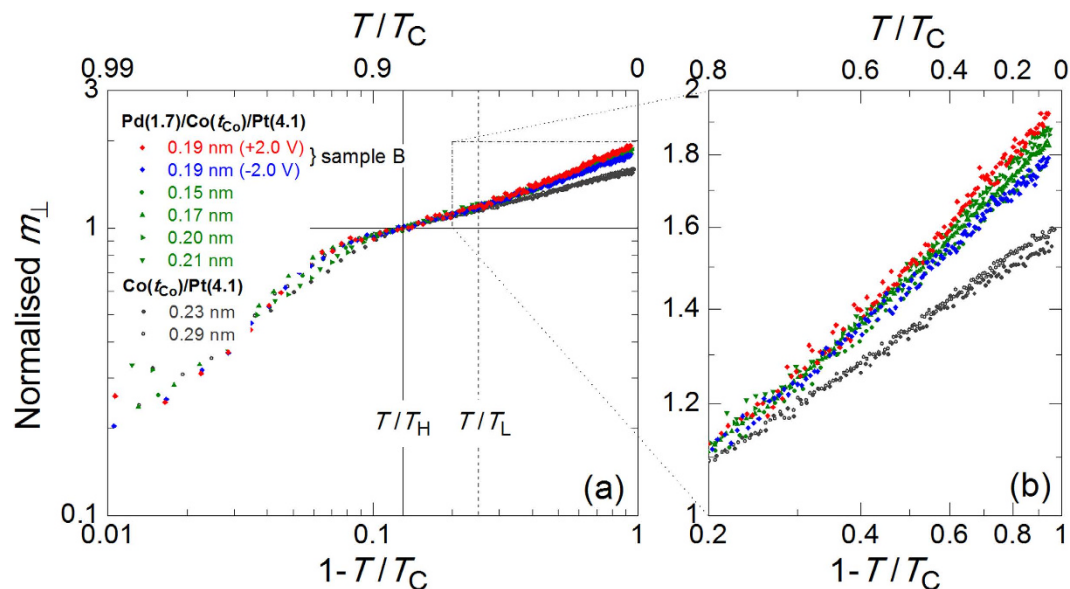 T / T_C
T / T_C
0.99
0.9
0
0.8
0.6
0.4
0.2
0
3
2
Pd(1.7)/Co(t_Co)/Pt(4.1)
0.19 nm (+2.0 V)
0.19 nm (-2.0 V)
} sample B
0.15 nm
0.17 nm
0.20 nm
0.21 nm
Co(t_Co)/Pt(4.1)
0.23 nm
0.29 nm
1.8
1.6
1.4
1.2
1
1
Normalised m_⊥
T / T_H
T / T_L
(a)
(b)
0.1
0.01
0.1
1
0.2
0.4
0.6
0.8
1
1- T / T_C
1- T / T_C